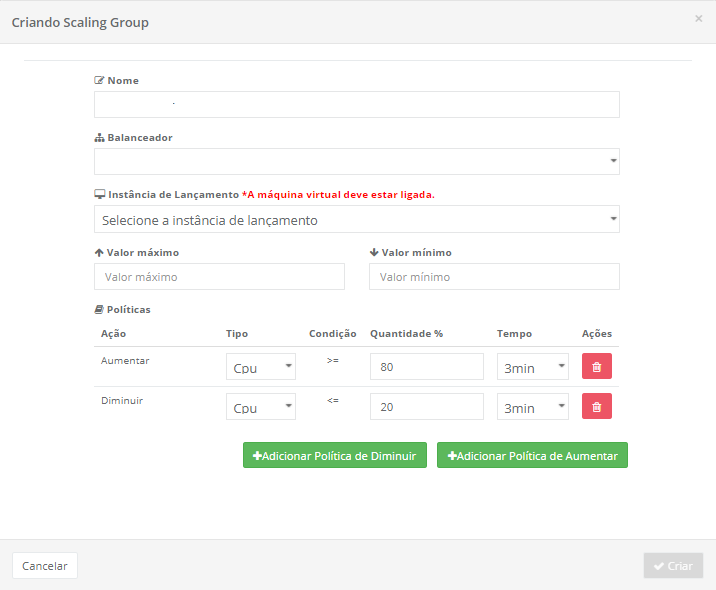 Criando Scaling Group
×
Nome
Balanceador
Instância de Lançamento *A máquina virtual deve estar ligada.
Selecione a instância de lançamento
Valor máximo Valor mínimo
Valor máximo Valor mínimo
Políticas
Ação Tipo Condição Quantidade % Tempo Ações
Aumentar Cpu >= 80 3min
Diminuir Cpu <= 20 3min
+Adicionar Política de Diminuir +Adicionar Política de Aumentar
Cancelar Criar